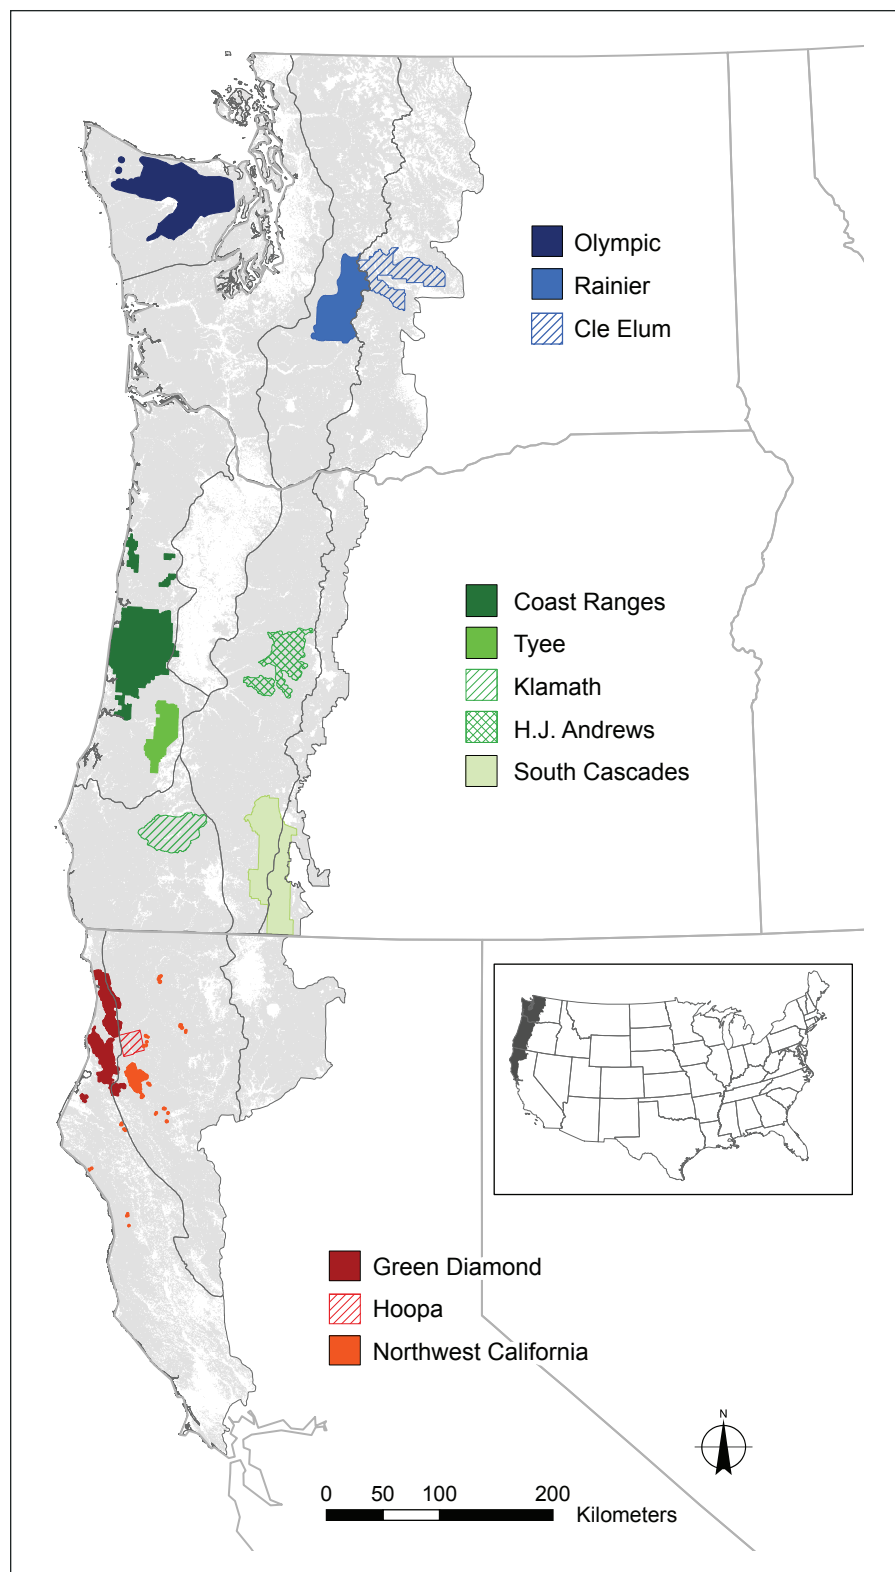 Olympic
Rainier
Cle Elum
Coast Ranges
Tyee
Klamath
H.J. Andrews
South Cascades
Green Diamond
Hoopa
Northwest California
N
0 50 100 200
Kilometers